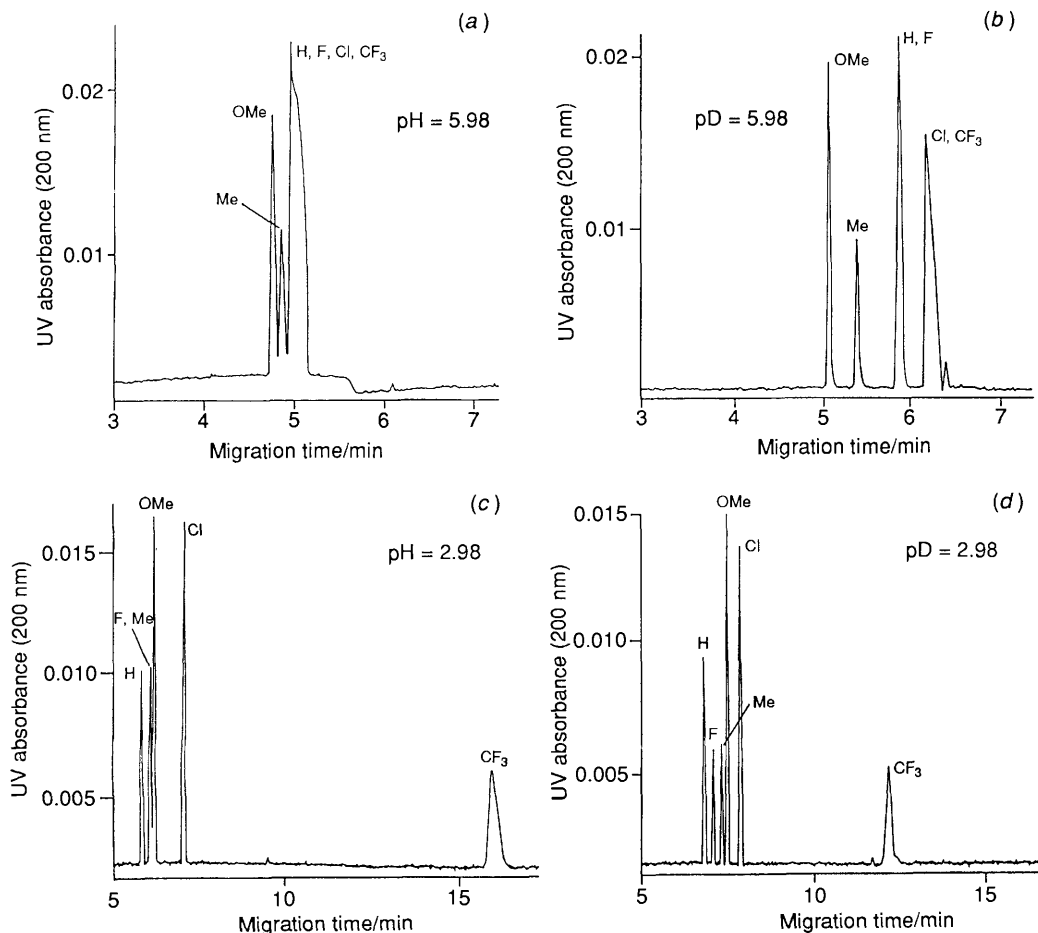 (a)
H, F, Cl, CF3
0.02
OMe
pH = 5.98
Me
0.01
UV absorbance (200 nm)
3 4 5 6 7
Migration time/min
(b)
H, F
OMe
0.02
pD = 5.98
Cl, CF3
Me
0.01
UV absorbance (200 nm)
3 4 5 6 7
Migration time/min
(c)
OMe
Cl
0.015
pH = 2.98
F, Me
0.010
H
CF3
0.005
UV absorbance (200 nm)
5 10 15
Migration time/min
(d)
OMe
0.015
Cl
pD = 2.98
0.010
H
Me
F
CF3
0.005
UV absorbance (200 nm)
5 10 15
Migration time/min